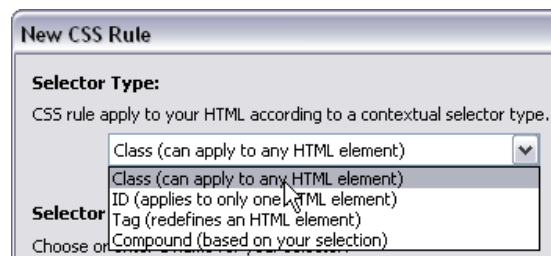 New CSS Rule
Selector Type:
CSS rule apply to your HTML according to a contextual selector type.
Class (can apply to any HTML element)
Class (can apply to any HTML element)
ID (applies to only one HTML element)
Tag (redefines an HTML element)
Selector
Compound (based on your selection)
Choose or